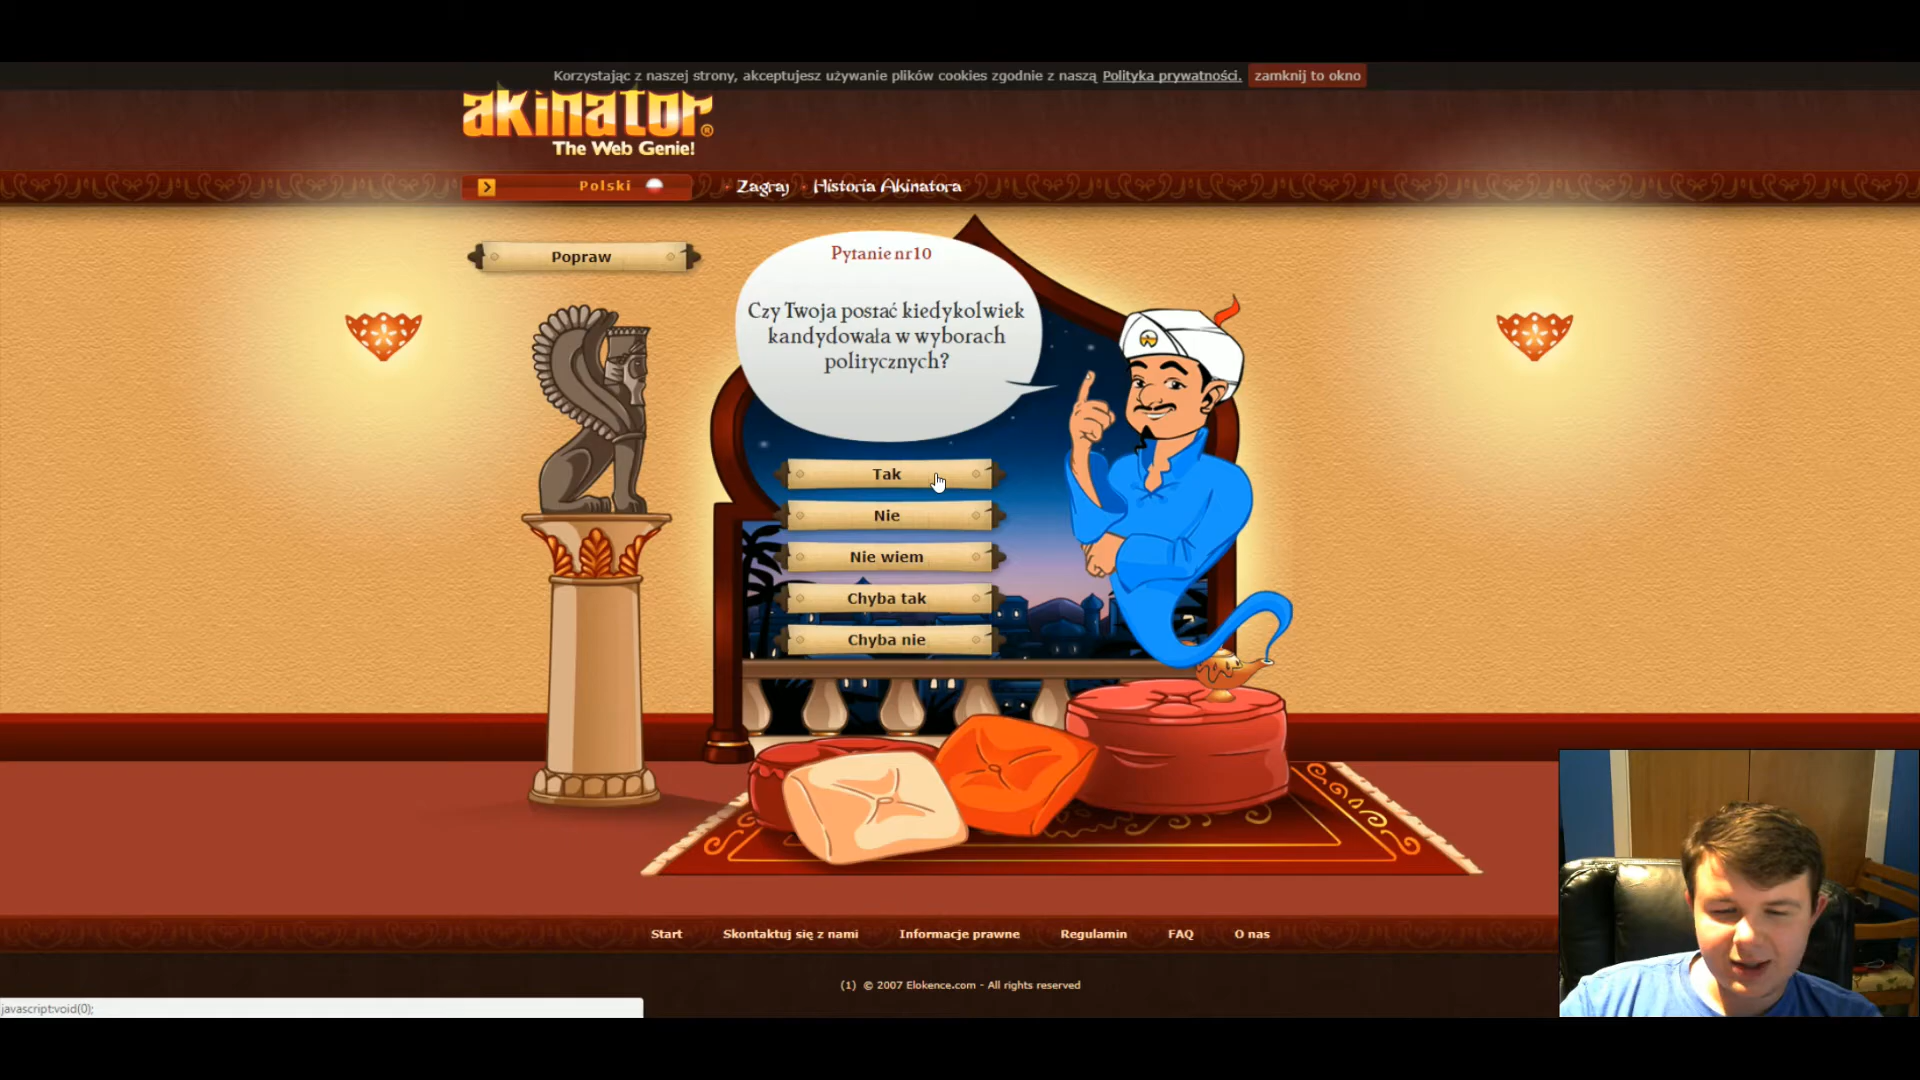 Korzystając z naszej strony, akceptujesz używanie plików cookies zgodnie z naszą Polityka prywatności. zamknij to okno
akinator®
The Web Genie!
Polski
Zagraj
Historia Akinatora
Popraw
Pytanie nr10
Czy Twoja postać kiedykolwiek
kandydowała w wyborach
politycznych?
Tak
Nie
Nie wiem
Chyba tak
Chyba nie
Start Skontaktuj się z nami Informacje prawne Regulamin FAQ O nas
(1) © 2007 Elokence.com - All rights reserved
javascript:void(0);